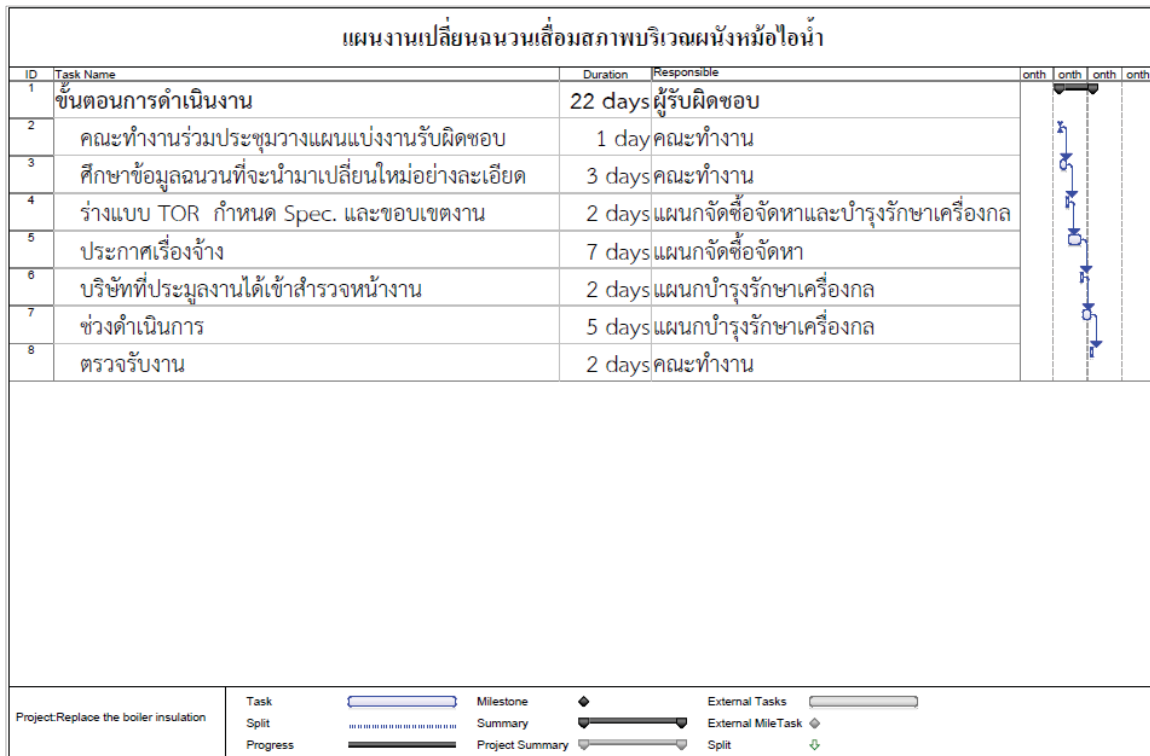 แผนงานเปลี่ยนฉนวนเสื่อมสภาพบริเวณผนังหม้อไอน้ำ
ID Task Name Duration Responsible onth onth onth onth
1 ขั้นตอนการดำเนินงาน 22 days ผู้รับผิดชอบ
2 คณะทำงานร่วมประชุมวางแผนแบ่งงานรับผิดชอบ 1 day คณะทำงาน
3 ศึกษาข้อมูลฉนวนที่จะนำมาเปลี่ยนใหม่อย่างละเอียด 3 days คณะทำงาน
4 ร่างแบบ TOR กำหนด Spec. และขอบเขตงาน 2 days แผนกจัดซื้อจัดหาและบำรุงรักษาเครื่องกล
5 ประกาศเรื่องจ้าง 7 days แผนกจัดซื้อจัดหา
6 บริษัทที่ประมูลงานได้เข้าสำรวจหน้างาน 2 days แผนกบำรุงรักษาเครื่องกล
7 ช่วงดำเนินการ 5 days แผนกบำรุงรักษาเครื่องกล
8 ตรวจรับงาน 2 days คณะทำงาน
Project:Replace the boiler insulation
Task Milestone External Tasks
Split Summary External MileTask
Progress Project Summary Split